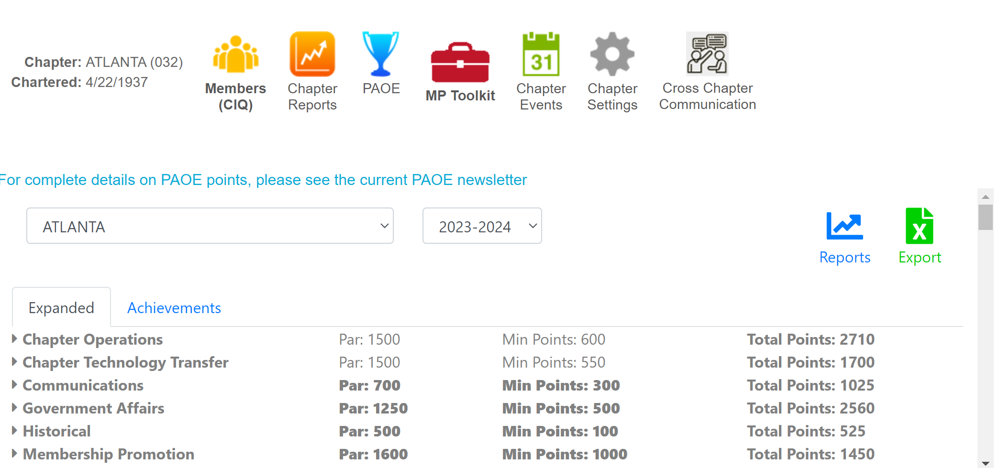 Chapter: ATLANTA (032)
Chartered: 4/22/1937
Members
(CIQ)
Chapter
Reports
PAOE
MP Toolkit
31
Chapter
Events
Chapter
Settings
Cross Chapter
Communication
For complete details on PAOE points, please see the current PAOE newsletter
ATLANTA
2023-2024
Reports
X
Export
Expanded
Achievements
Chapter Operations Par: 1500 Min Points: 600 Total Points: 2710
Chapter Technology Transfer Par: 1500 Min Points: 550 Total Points: 1700
Communications Par: 700 Min Points: 300 Total Points: 1025
Government Affairs Par: 1250 Min Points: 500 Total Points: 2560
Historical Par: 500 Min Points: 100 Total Points: 525
Membership Promotion Par: 1600 Min Points: 1000 Total Points: 1450